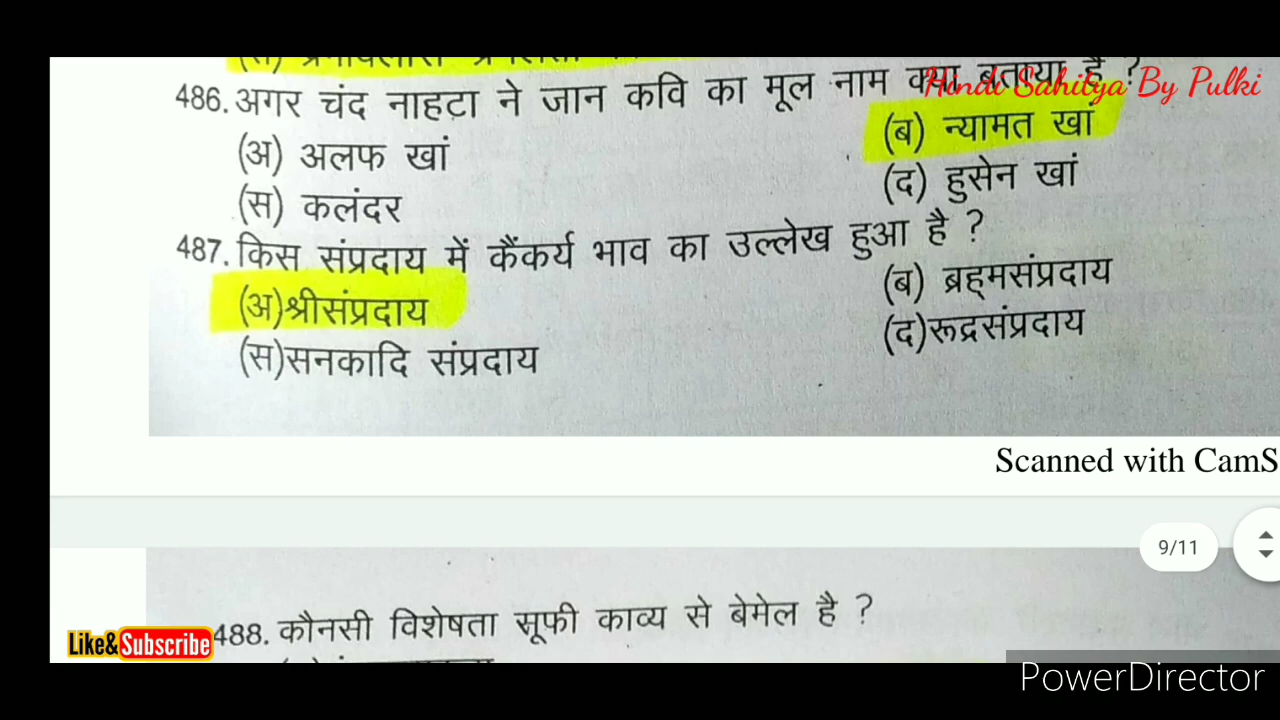 486. अगर चंद नाहटा ने जान कवि का मूल नाम क्या बताया है ?
Hindi Sahitya By Pulki
(अ) अलफ खां
(ब) न्यामत खां
(स) कलंदर
(द) हुसेन खां
487. किस संप्रदाय में कैंकर्य भाव का उल्लेख हुआ है ?
(अ)श्रीसंप्रदाय
(ब) ब्रह्मसंप्रदाय
(स)सनकादि संप्रदाय
(द)रूद्रसंप्रदाय
Scanned with CamS
9/11
488. कौनसी विशेषता सूफी काव्य से बेमेल है ?
Like& Subscribe
PowerDirector